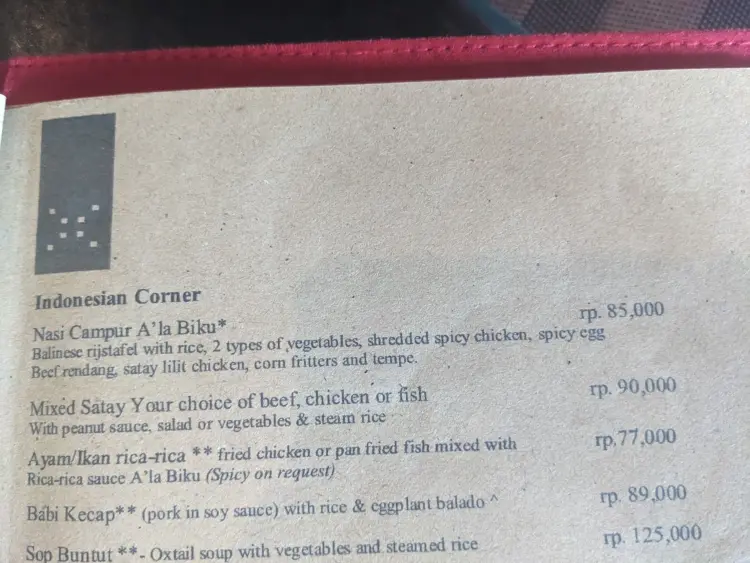 Indonesian Corner
Nasi Campur A'la Biku* rp. 85,000
Balinese rijstafel with rice, 2 types of vegetables, shredded spicy chicken, spicy egg
Beef rendang, satay lilit chicken, corn fritters and tempe.
Mixed Satay Your choice of beef, chicken or fish rp. 90,000
With peanut sauce, salad or vegetables & steam rice
Ayam/Ikan rica-rica ** fried chicken or pan fried fish mixed with rp.77,000
Rica-rica sauce A'la Biku (Spicy on request)
Babi Kecap** (pork in soy sauce) with rice & eggplant balado ^ rp. 89,000
Sop Buntut **- Oxtail soup with vegetables and steamed rice rp. 125,000